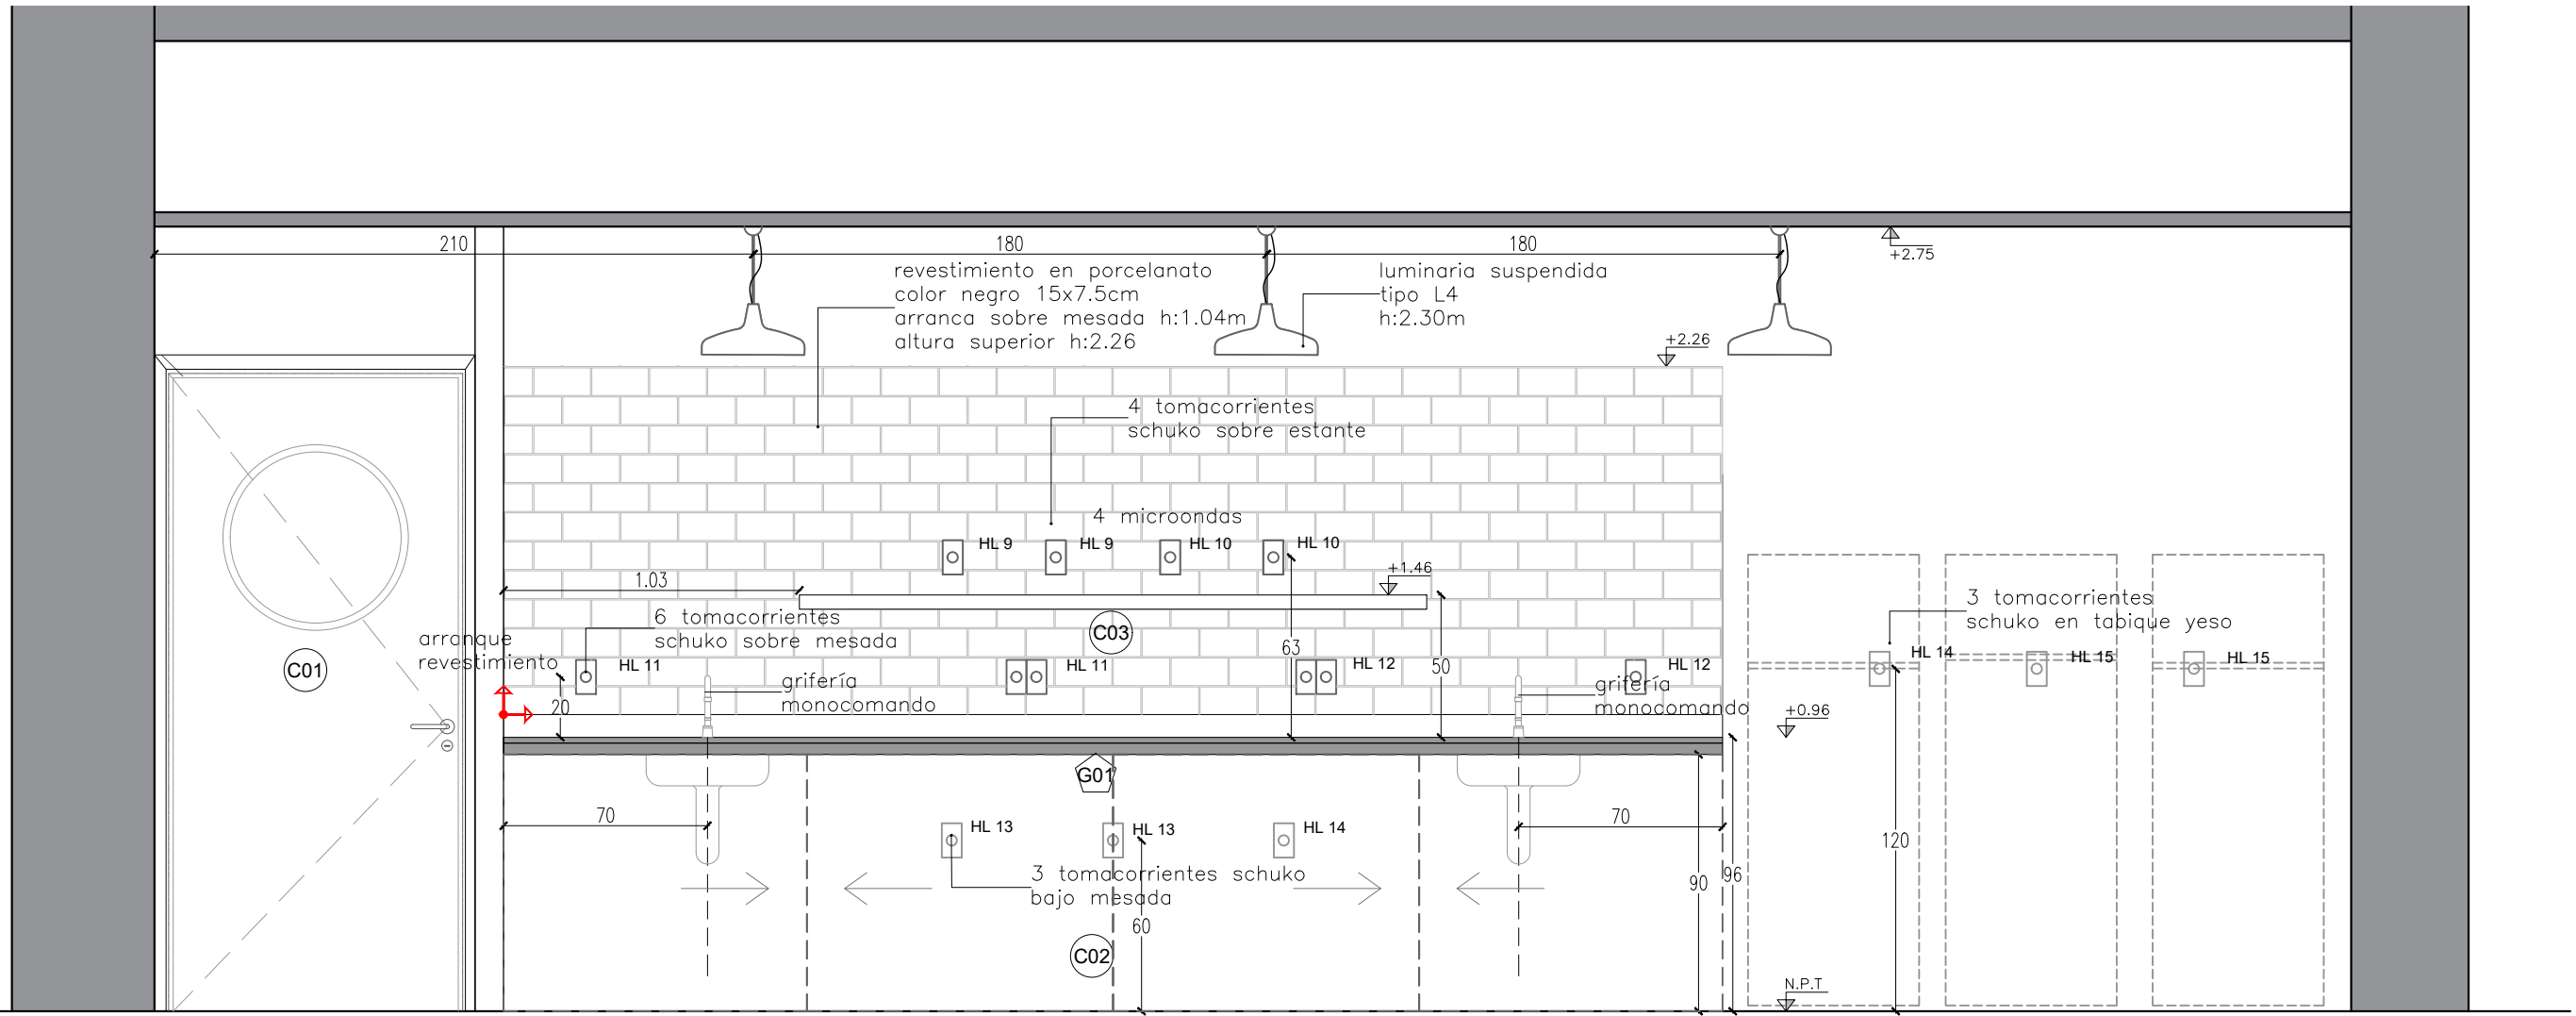 210
180
180
+2.75
revestimiento en porcelanato
color negro 15x7.5cm
arranca sobre mesada h:1.04m
altura superior h:2.26
luminaria suspendida
tipo L4
h:2.30m
+2.26
4 tomacorrientes
schuko sobre estante
4 microondas
HL 9
HL 9
HL 10
HL 10
1.03
+1.46
6 tomacorrientes
schuko sobre mesada
C03
63
50
arranque
revestimiento
C01
HL 11
HL 11
HL 12
HL 12
20
grifería
monocomando
grifería
monocomando
3 tomacorrientes
schuko en tabique yeso
HL 14
HL 15
HL 15
+0.96
G01
70
70
HL 13
HL 13
HL 14
3 tomacorrientes schuko
bajo mesada
60
90
96
120
C02
N.P.T